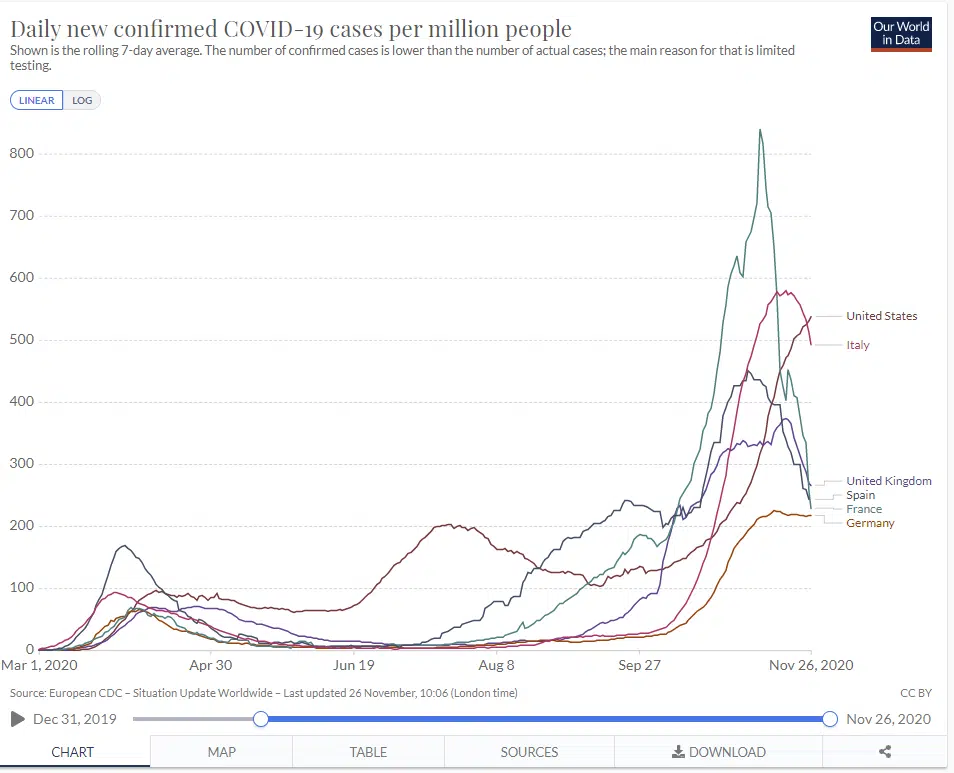 Daily new confirmed COVID-19 cases per million people
Shown is the rolling 7-day average. The number of confirmed cases is lower than the number of actual cases; the main reason for that is limited
testing.
Our World
in Data
LINEAR LOG
800
700
600
500
400
300
200
100
0
United States
Italy
United Kingdom
Spain
France
Germany
Mar 1, 2020 Apr 30 Jun 19 Aug 8 Sep 27 Nov 26, 2020
Source: European CDC – Situation Update Worldwide – Last updated 26 November, 10:06 (London time) CC BY
Dec 31, 2019 Nov 26, 2020
CHART MAP TABLE SOURCES DOWNLOAD